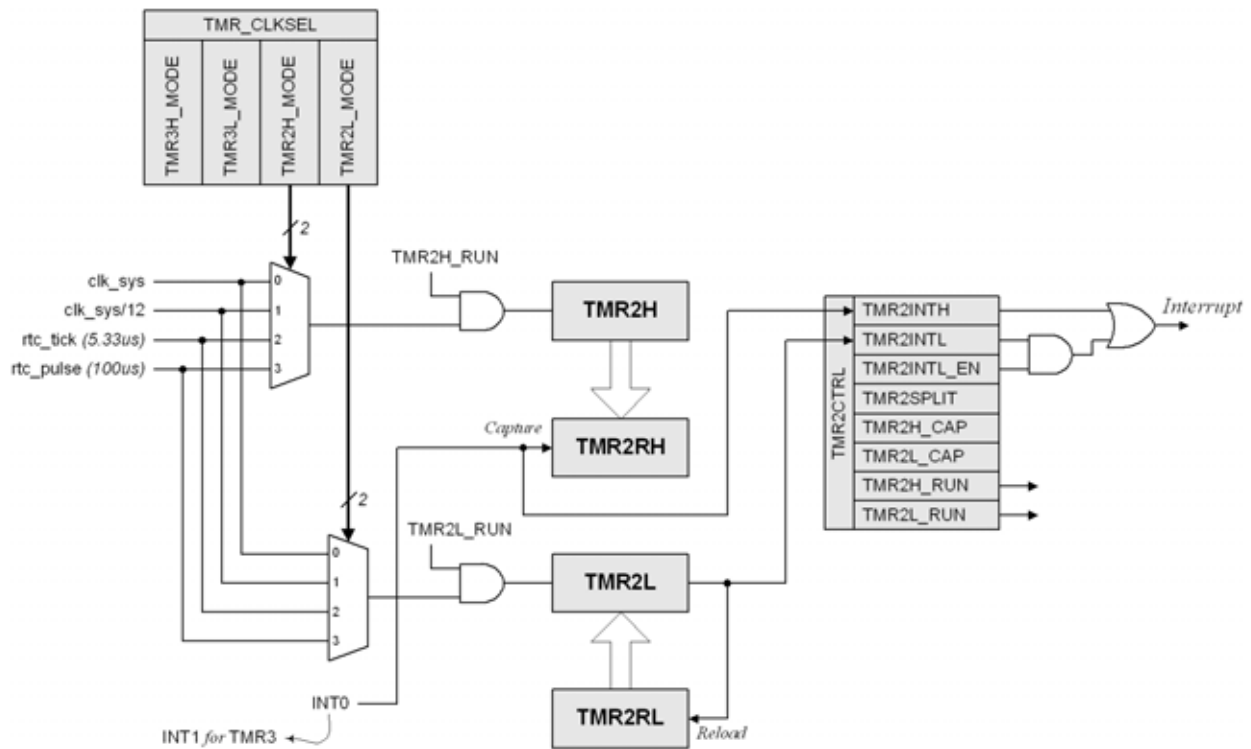 TMR_CLKSEL
TMR3H_MODE
TMR3L_MODE
TMR2H_MODE
TMR2L_MODE
2
clk_sys
clk_sys/12
rtc_tick (5.33us)
rtc_pulse (100us)
0
1
2
3
TMR2H_RUN
TMR2H
Capture
TMR2RH
2
0
1
2
3
TMR2L_RUN
TMR2L
TMR2RL
Reload
INT0
INT1 for TMR3
TMR2CTRL
TMR2INTH
TMR2INTL
TMR2INTL_EN
TMR2SPLIT
TMR2H_CAP
TMR2L_CAP
TMR2H_RUN
TMR2L_RUN
Interrupt